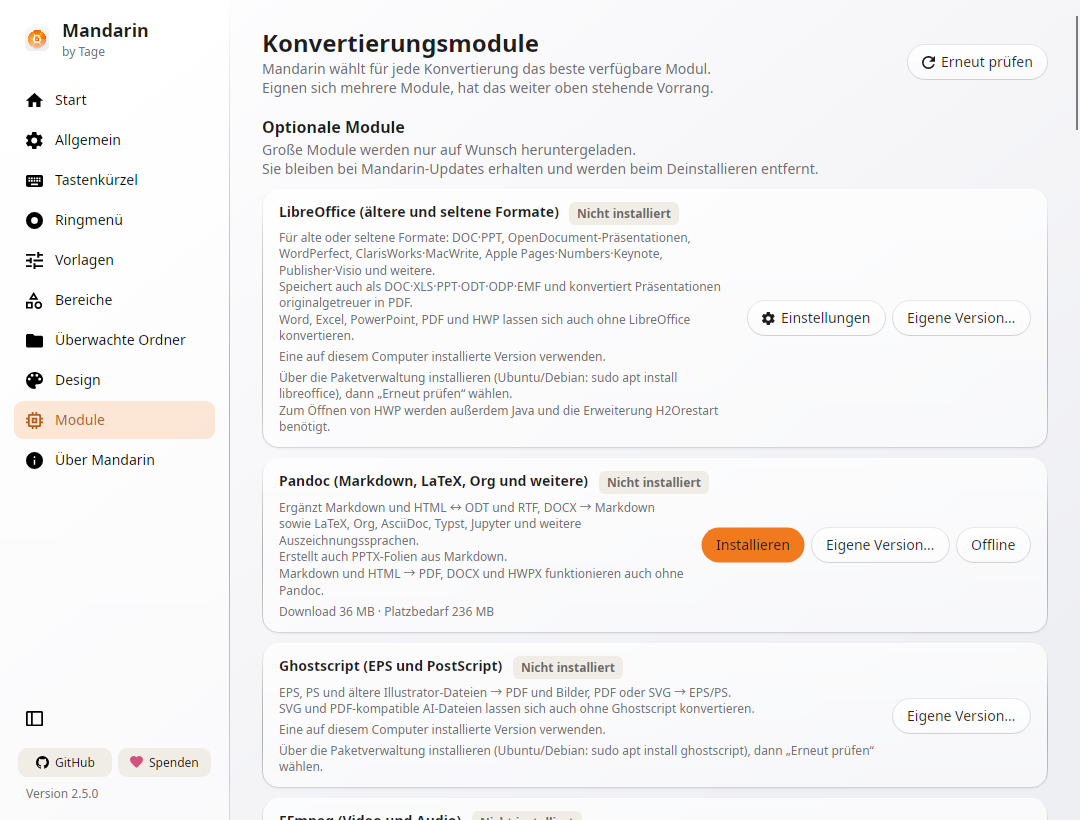 Mandarin
by Tage
Start
Allgemein
Tastenkürzel
Ringmenü
Vorlagen
Bereiche
Überwachte Ordner
Design
Module
Über Mandarin
GitHub
Spenden
Version 2.5.0
Konvertierungsmodule
Mandarin wählt für jede Konvertierung das beste verfügbare Modul.
Eignen sich mehrere Module, hat das weiter oben stehende Vorrang.
Erneut prüfen
Optionale Module
Große Module werden nur auf Wunsch heruntergeladen.
Sie bleiben bei Mandarin-Updates erhalten und werden beim Deinstallieren entfernt.
LibreOffice (ältere und seltene Formate) Nicht installiert
Für alte oder seltene Formate: DOC·PPT, OpenDocument-Präsentationen,
WordPerfect, ClarisWorks·MacWrite, Apple Pages·Numbers·Keynote,
Publisher·Visio und weitere.
Speichert auch als DOC·XLS·PPT·ODT·ODP·EMF und konvertiert Präsentationen
originalgetreuer in PDF.
Word, Excel, PowerPoint, PDF und HWP lassen sich auch ohne LibreOffice
konvertieren.
Eine auf diesem Computer installierte Version verwenden.
Über die Paketverwaltung installieren (Ubuntu/Debian: sudo apt install
libreoffice), dann „Erneut prüfen“ wählen.
Zum Öffnen von HWP werden außerdem Java und die Erweiterung H2Orestart
benötigt.
Einstellungen
Eigene Version...
Pandoc (Markdown, LaTeX, Org und weitere) Nicht installiert
Ergänzt Markdown und HTML ↔ ODT und RTF, DOCX → Markdown
sowie LaTeX, Org, AsciiDoc, Typst, Jupyter und weitere
Auszeichnungssprachen.
Erstellt auch PPTX-Folien aus Markdown.
Markdown und HTML → PDF, DOCX und HWPX funktionieren auch ohne
Pandoc.
Download 36 MB · Platzbedarf 236 MB
Installieren
Eigene Version...
Offline
Ghostscript (EPS und PostScript) Nicht installiert
EPS, PS und ältere Illustrator-Dateien → PDF und Bilder, PDF oder SVG → EPS/PS.
SVG und PDF-kompatible AI-Dateien lassen sich auch ohne Ghostscript konvertieren.
Eine auf diesem Computer installierte Version verwenden.
Über die Paketverwaltung installieren (Ubuntu/Debian: sudo apt install ghostscript), dann „Erneut prüfen“
wählen.
Eigene Version...
FFmpeg (Video und Audio) Nicht installiert